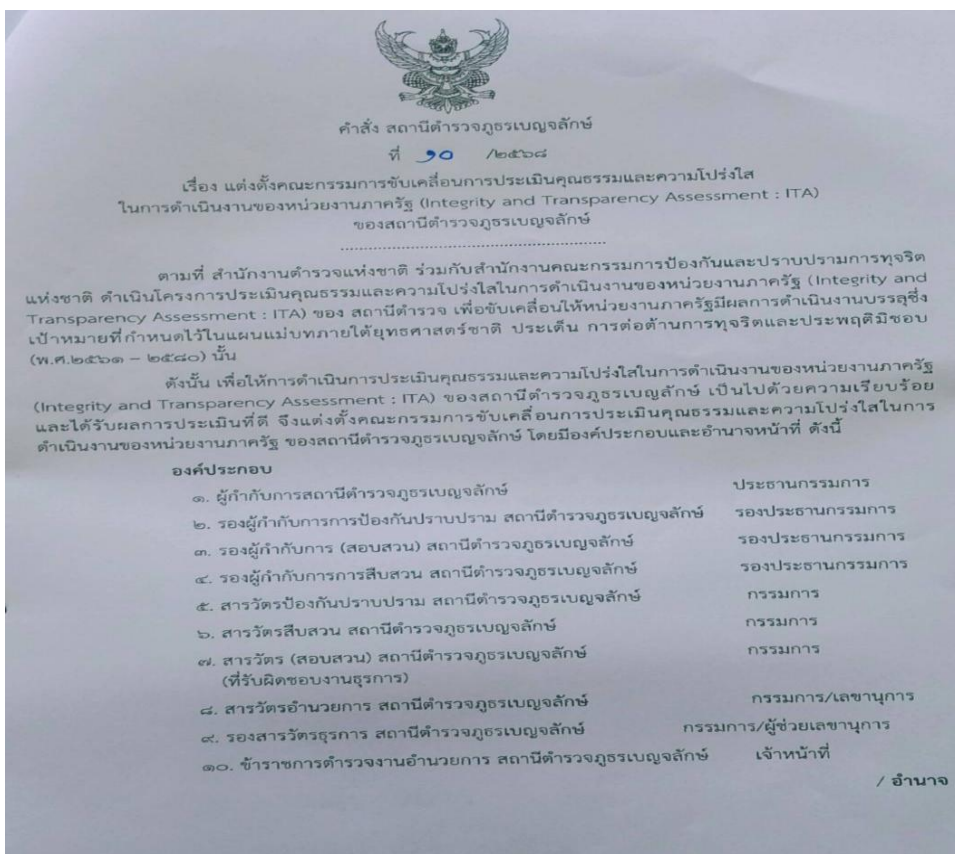 คำสั่ง สถานีตำรวจภูธรเบญจลักษ์
ที่ ๑๐ /๒๕๖๘
เรื่อง แต่งตั้งคณะกรรมการขับเคลื่อนการประเมินคุณธรรมและความโปร่งใส
ในการดำเนินงานของหน่วยงานภาครัฐ (Integrity and Transparency Assessment : ITA)
ของสถานีตำรวจภูธรเบญจลักษ์
ตามที่ สำนักงานตำรวจแห่งชาติ ร่วมกับสำนักงานคณะกรรมการป้องกันและปราบปรามการทุจริต
แห่งชาติ ดำเนินโครงการประเมินคุณธรรมและความโปร่งใสในการดำเนินงานของหน่วยงานภาครัฐ (Integrity and
Transparency Assessment : ITA) ของ สถานีตำรวจ เพื่อขับเคลื่อนให้หน่วยงานภาครัฐมีผลการดำเนินงานบรรลุซึ่ง
เป้าหมายที่กำหนดไว้ในแผนแม่บทภายใต้ยุทธศาสตร์ชาติ ประเด็น การต่อต้านการทุจริตและประพฤติมิชอบ
(พ.ศ.๒๕๖๑ – ๒๕๘๐) นั้น
ดังนั้น เพื่อให้การดำเนินการประเมินคุณธรรมและความโปร่งใสในการดำเนินงานของหน่วยงานภาครัฐ
(Integrity and Transparency Assessment : ITA) ของสถานีตำรวจภูธรเบญจลักษ์ เป็นไปด้วยความเรียบร้อย
และได้รับผลการประเมินที่ดี จึงแต่งตั้งคณะกรรมการขับเคลื่อนการประเมินคุณธรรมและความโปร่งใสในการ
ดำเนินงานของหน่วยงานภาครัฐ ของสถานีตำรวจภูธรเบญจลักษ์ โดยมีองค์ประกอบและอำนาจหน้าที่ ดังนี้
องค์ประกอบ
๑. ผู้กำกับการสถานีตำรวจภูธรเบญจลักษ์ ประธานกรรมการ
๒. รองผู้กำกับการการป้องกันปราบปราม สถานีตำรวจภูธรเบญจลักษ์ รองประธานกรรมการ
๓. รองผู้กำกับการ (สอบสวน) สถานีตำรวจภูธรเบญจลักษ์ รองประธานกรรมการ
๔. รองผู้กำกับการการสืบสวน สถานีตำรวจภูธรเบญจลักษ์ รองประธานกรรมการ
๕. สารวัตรป้องกันปราบปราม สถานีตำรวจภูธรเบญจลักษ์ กรรมการ
๖. สารวัตรสืบสวน สถานีตำรวจภูธรเบญจลักษ์ กรรมการ
๗. สารวัตร (สอบสวน) สถานีตำรวจภูธรเบญจลักษ์ กรรมการ
(ที่รับผิดชอบงานธุรการ)
๘. สารวัตรอำนวยการ สถานีตำรวจภูธรเบญจลักษ์ กรรมการ/เลขานุการ
๙. รองสารวัตรธุรการ สถานีตำรวจภูธรเบญจลักษ์ กรรมการ/ผู้ช่วยเลขานุการ
๑๐. ข้าราชการตำรวจงานอำนวยการ สถานีตำรวจภูธรเบญจลักษ์ เจ้าหน้าที่
/ อำนาจ